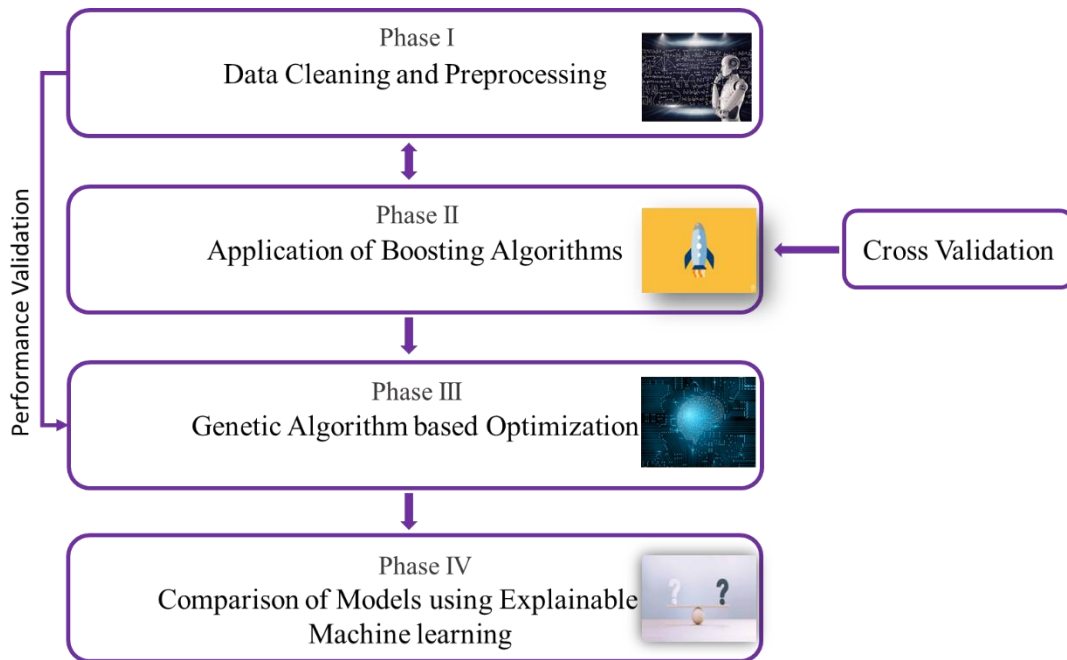 Phase I
Data Cleaning and Preprocessing
Performance Validation
Phase II
Application of Boosting Algorithms
Cross Validation
Phase III
Genetic Algorithm based Optimization
Phase IV
Comparison of Models using Explainable
Machine learning
? ?